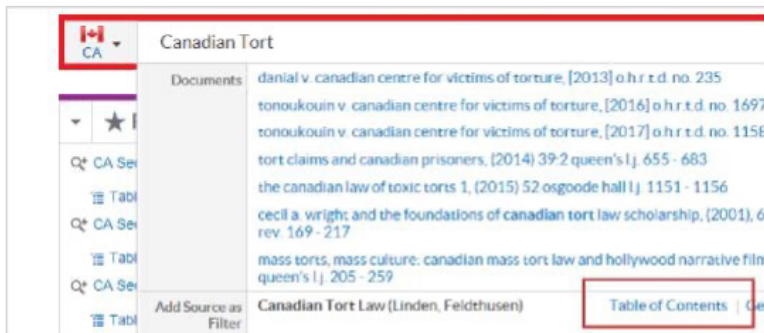 CA
Canadian Tort
Documents
danial v. canadian centre for victims of torture, [2013] o.h.r.t.d. no. 235
tonoukouin v. canadian centre for victims of torture, [2016] o.h.r.t.d. no. 1697
tonoukouin v. canadian centre for victims of torture, [2017] o.h.r.t.d. no. 1158
CA Se
tort claims and canadian prisoners, (2014) 39:2 queen's l.j. 655 - 683
Tabl
the canadian law of toxic torts 1, (2015) 52 osgoode hall l.j. 1151 - 1156
CA Se
cecil a. wright and the foundations of canadian tort law scholarship, (2001), 6
rev. 169 - 217
Tabl
mass torts, mass culture: canadian mass tort law and hollywood narrative film
queen's l.j. 205 - 259
CA Se
Add Source as
Filter
Canadian Tort Law (Linden, Feldthusen)
Table of Contents | Ge
Tabl